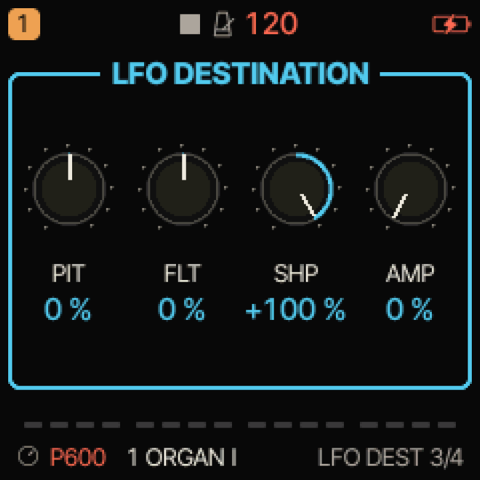 1 120
LFO DESTINATION
PIT FLT SHP AMP
0 % 0 % +100 % 0 %
P600 1 ORGAN I LFO DEST 3/4